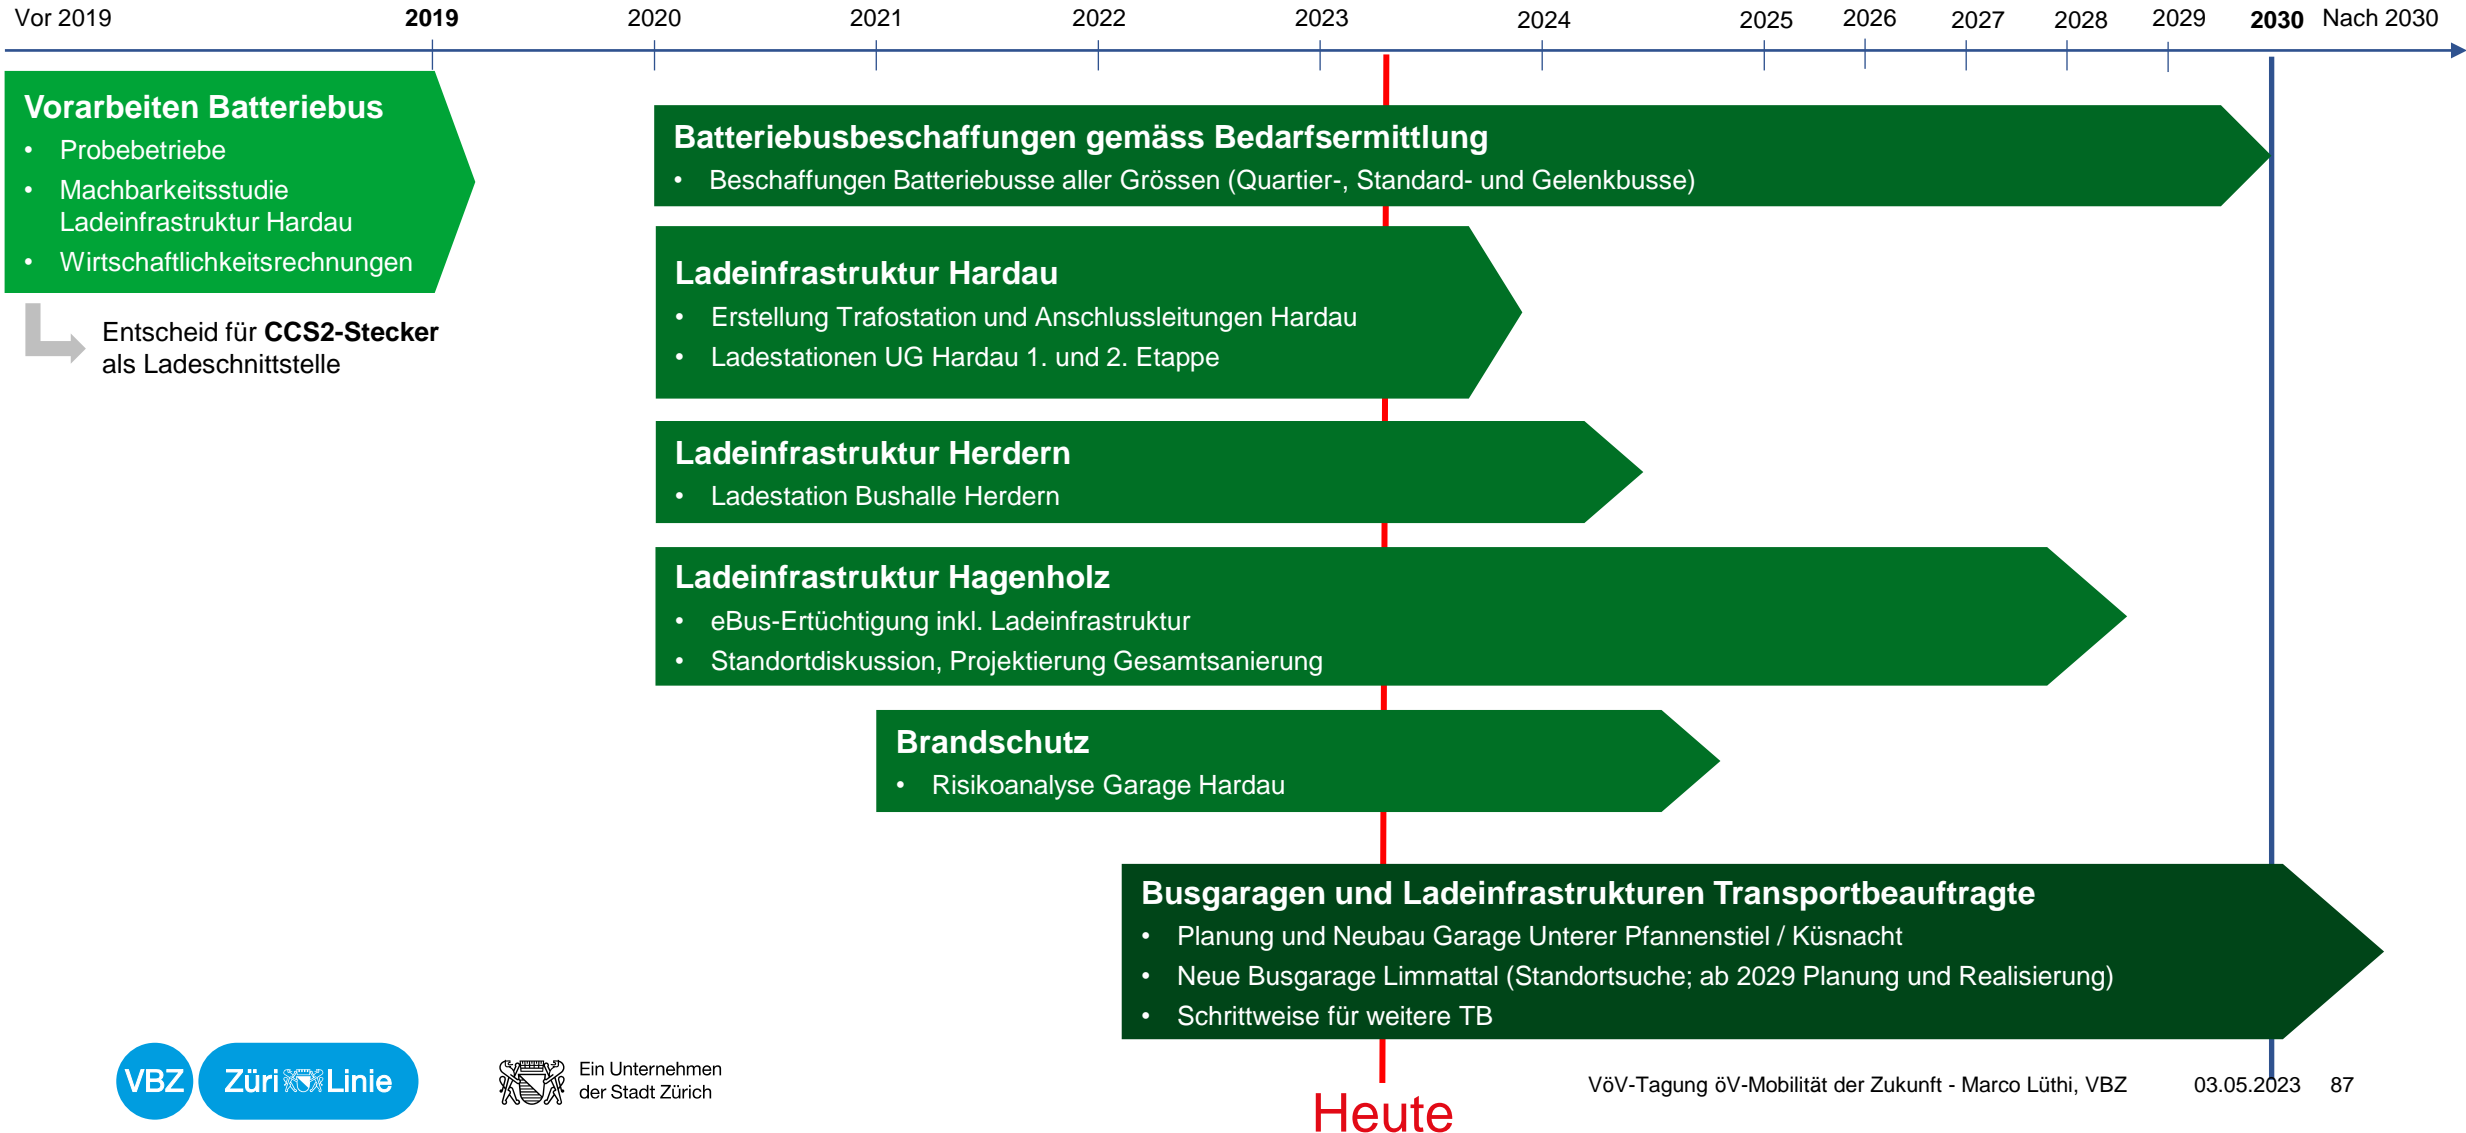 Vor 2019 2019 2020 2021 2022 2023 2024 2025 2026 2027 2028 2029 2030 Nach 2030
Vorarbeiten Batteriebus
• Probebetriebe
• Machbarkeitsstudie
Ladeinfrastruktur Hardau
• Wirtschaftlichkeitsrechnungen
Entscheid für CCS2-Stecker
als Ladeschnittstelle
Batteriebusbeschaffungen gemäss Bedarfsermittlung
• Beschaffungen Batteriebusse aller Grössen (Quartier-, Standard- und Gelenkbusse)
Ladeinfrastruktur Hardau
• Erstellung Trafostation und Anschlussleitungen Hardau
• Ladestationen UG Hardau 1. und 2. Etappe
Ladeinfrastruktur Herdern
• Ladestation Bushalle Herdern
Ladeinfrastruktur Hagenholz
• eBus-Ertüchtigung inkl. Ladeinfrastruktur
• Standortdiskussion, Projektierung Gesamtsanierung
Brandschutz
• Risikoanalyse Garage Hardau
Busgaragen und Ladeinfrastrukturen Transportbeauftragte
• Planung und Neubau Garage Unterer Pfannenstiel / Küsnacht
• Neue Busgarage Limmattal (Standortsuche; ab 2029 Planung und Realisierung)
• Schrittweise für weitere TB
VBZ Züri Linie
Ein Unternehmen
der Stadt Zürich
Heute
VöV-Tagung öV-Mobilität der Zukunft - Marco Lüthi, VBZ 03.05.2023 87